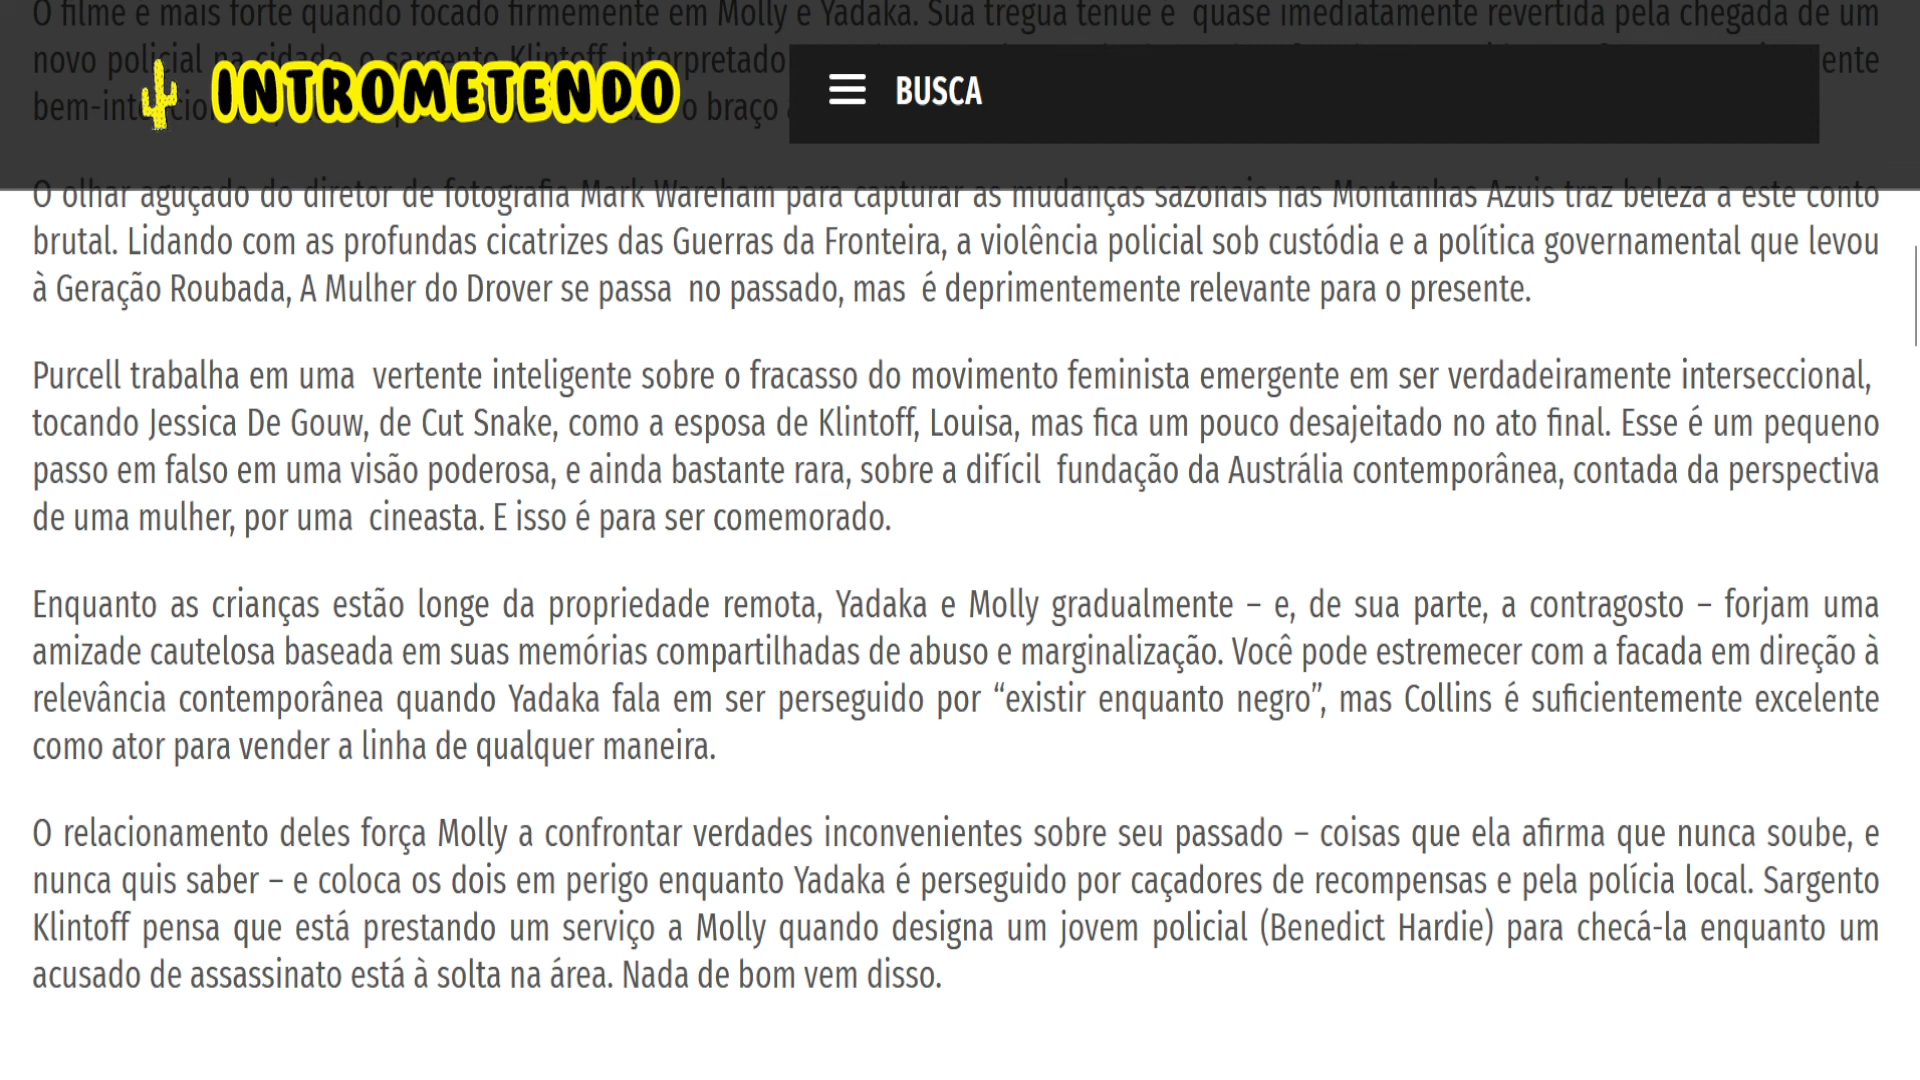 O filme é mais forte quando focado firmemente em Molly e Yadaka. Sua trégua tênue é quase imediatamente revertida pela chegada de um
novo policial na cidade, o sargento Klintoff, interpretado
bem- o braço
INTROMETENDO
BUSCA
O olhar aguçado do diretor de fotografia Mark Wareham para capturar as mudanças sazonais nas Montanhas Azuis traz beleza a este conto
brutal. Lidando com as profundas cicatrizes das Guerras da Fronteira, a violência policial sob custódia e a política governamental que levou
à Geração Roubada, A Mulher do Drover se passa no passado, mas é deprimentemente relevante para o presente.
Purcell trabalha em uma vertente inteligente sobre o fracasso do movimento feminista emergente em ser verdadeiramente interseccional,
tocando Jessica De Gouw, de Cut Snake, como a esposa de Klintoff, Louisa, mas fica um pouco desajeitado no ato final. Esse é um pequeno
passo em falso em uma visão poderosa, e ainda bastante rara, sobre a difícil fundação da Austrália contemporânea, contada da perspectiva
de uma mulher, por uma cineasta. E isso é para ser comemorado.
Enquanto as crianças estão longe da propriedade remota, Yadaka e Molly gradualmente – e, de sua parte, a contragosto – forjam uma
amizade cautelosa baseada em suas memórias compartilhadas de abuso e marginalização. Você pode estremecer com a facada em direção à
relevância contemporânea quando Yadaka fala em ser perseguido por “existir enquanto negro”, mas Collins é suficientemente excelente
como ator para vender a linha de qualquer maneira.
O relacionamento deles força Molly a confrontar verdades inconvenientes sobre seu passado – coisas que ela afirma que nunca soube, e
nunca quis saber – e coloca os dois em perigo enquanto Yadaka é perseguido por caçadores de recompensas e pela polícia local. Sargento
Klintoff pensa que está prestando um serviço a Molly quando designa um jovem policial (Benedict Hardie) para checá-la enquanto um
acusado de assassinato está à solta na área. Nada de bom vem disso.